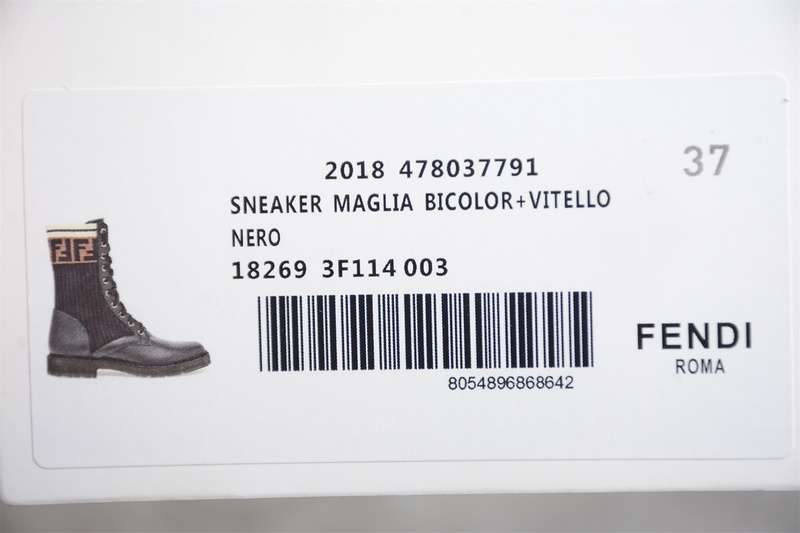 2018 478037791
37
SNEAKER MAGLIA BICOLOR+VITELLO
NERO
18269 3F114 003
8054896868642
FENDI
ROMA